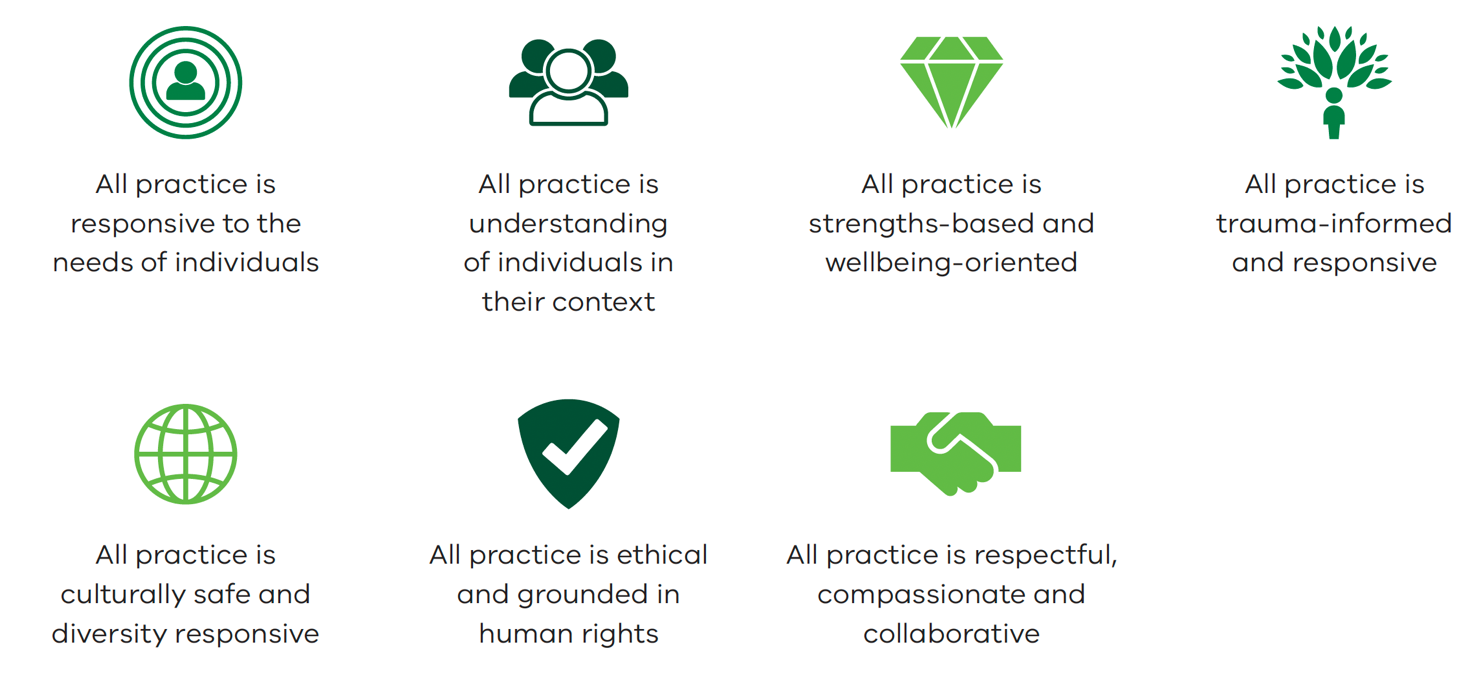 All practice is
responsive to the
needs of individuals
All practice is
understanding
of individuals in
their context
All practice is
strengths-based and
wellbeing-oriented
All practice is
trauma-informed
and responsive
All practice is
culturally safe and
diversity responsive
All practice is ethical
and grounded in
human rights
All practice is respectful,
compassionate and
collaborative